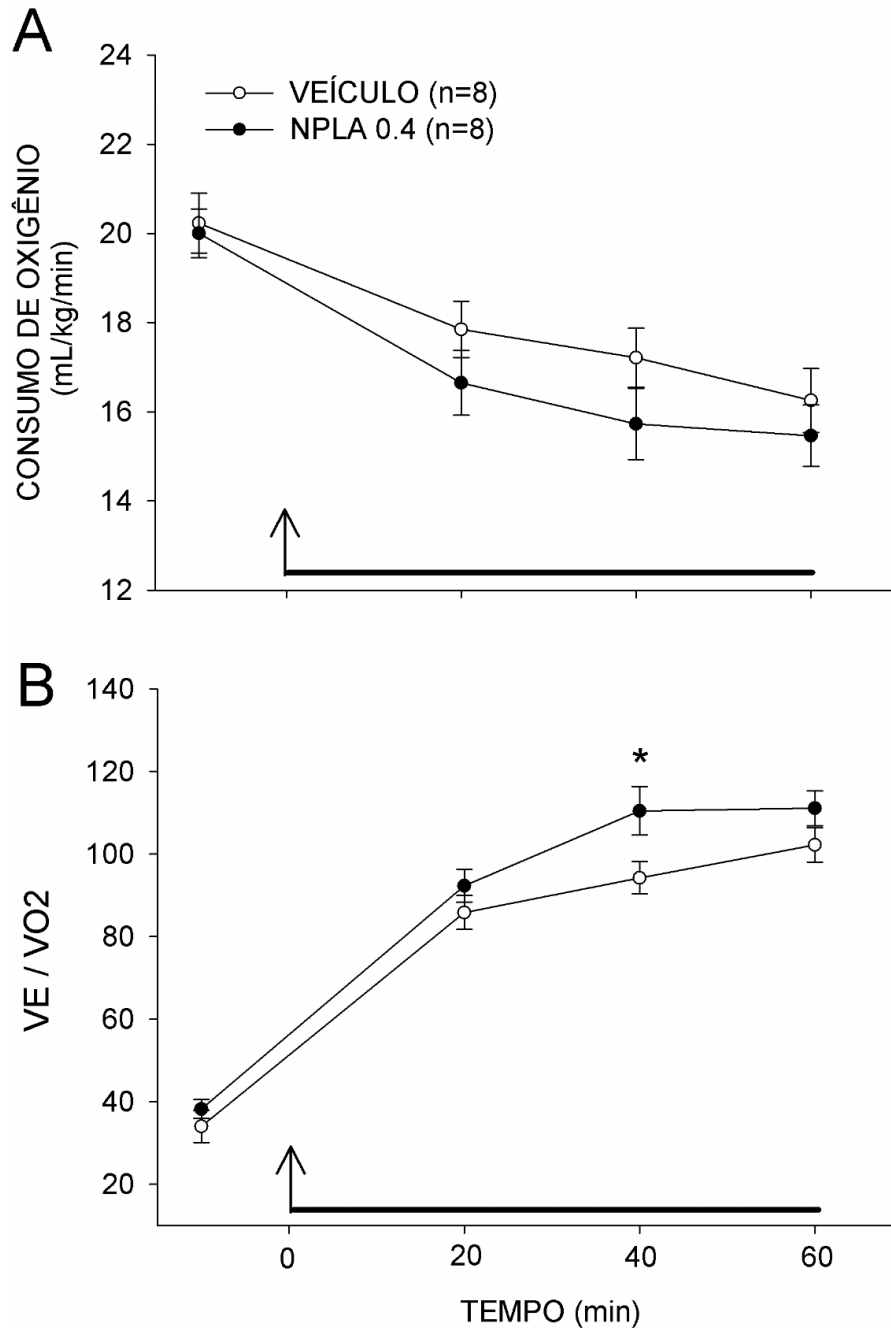 A
24
22
20
18
16
14
12
CONSUMO DE OXIGÊNIO
(mL/kg/min)
VEÍCULO (n=8)
NPLA 0.4 (n=8)
B
140
120
100
80
60
40
20
VE / VO2
*
0 20 40 60
TEMPO (min)